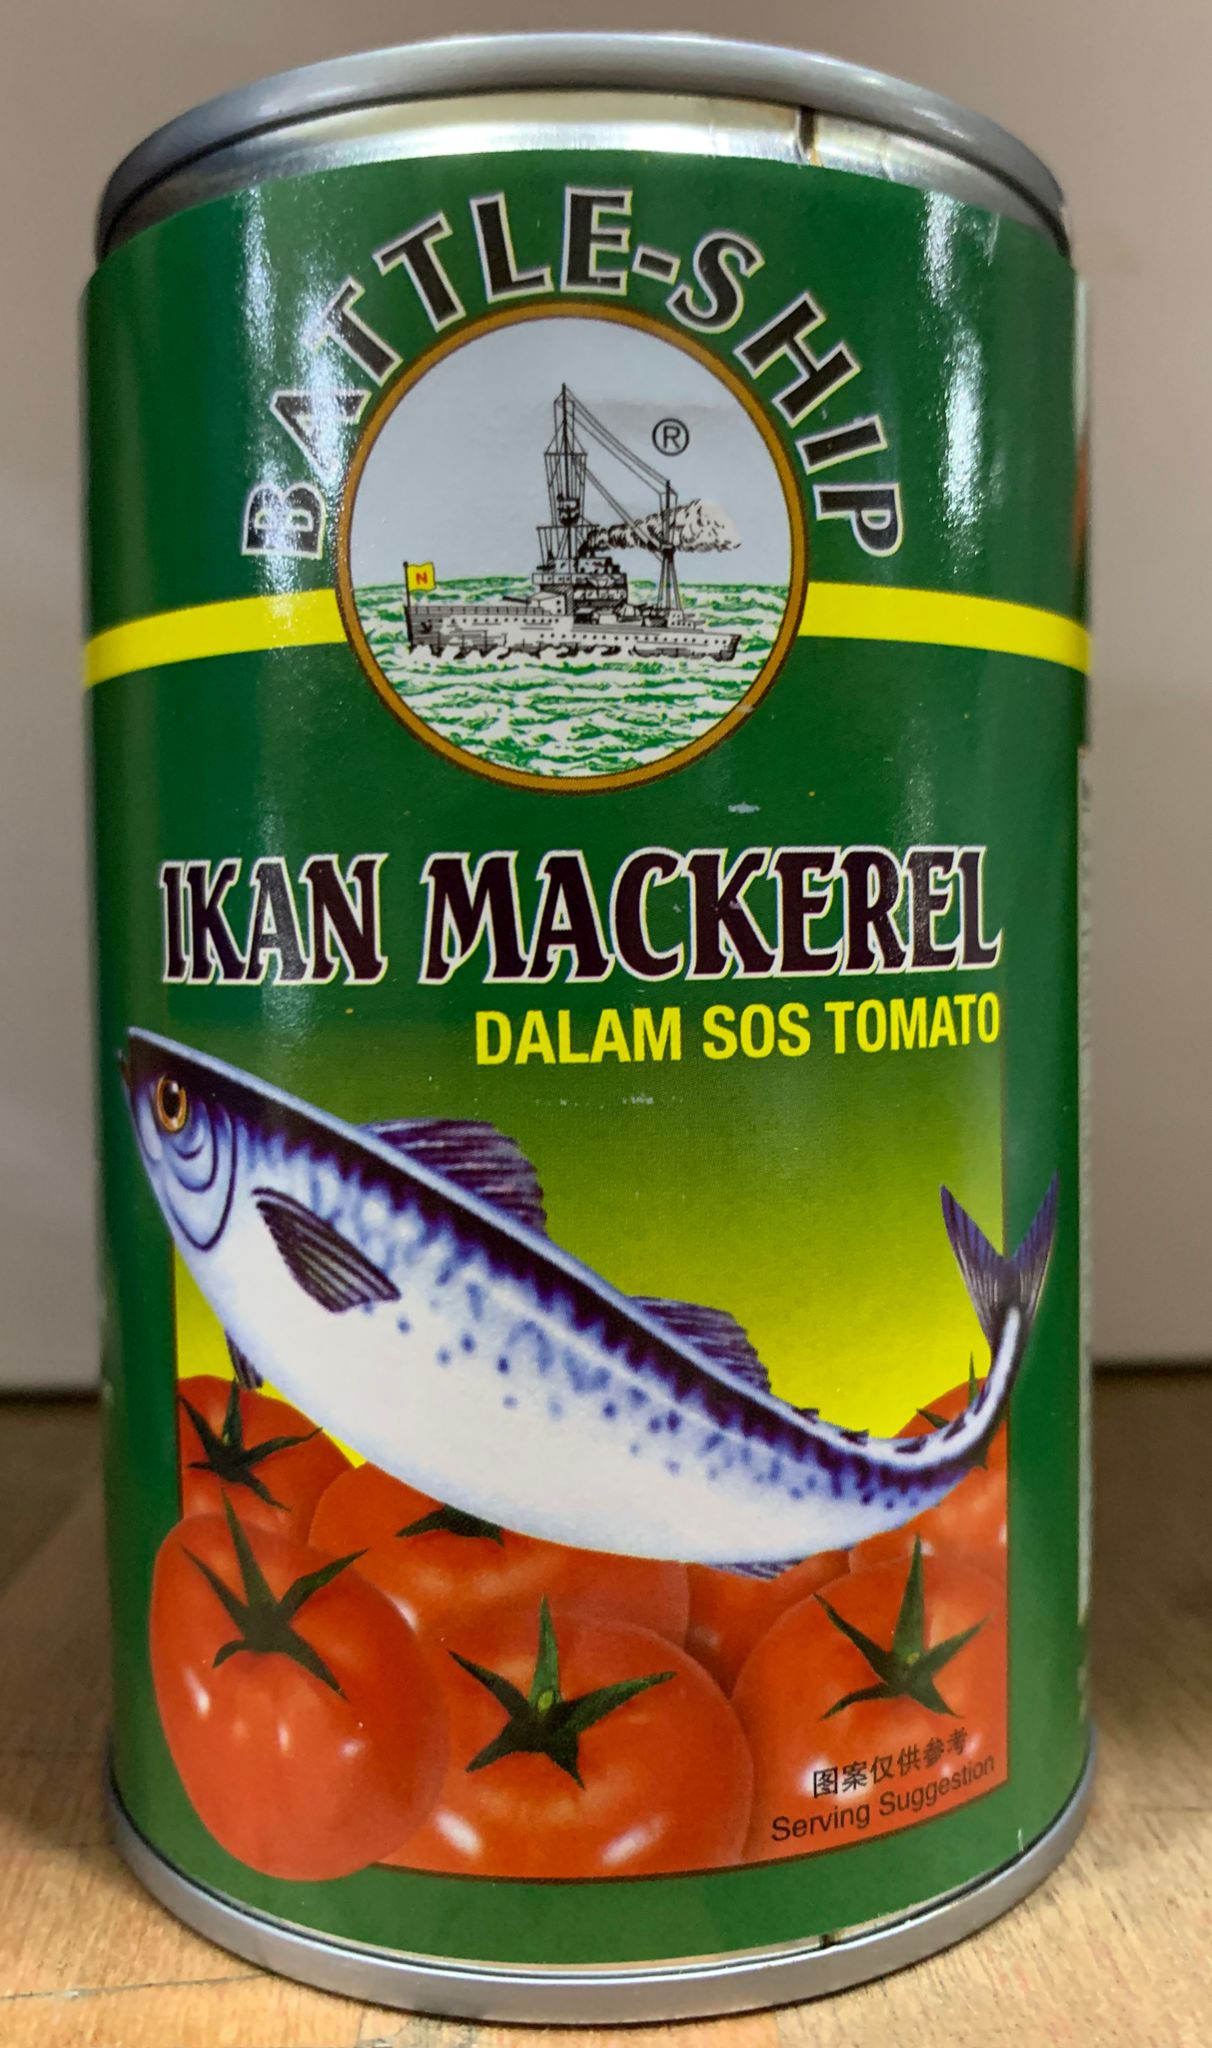 BATTLE-SHIP
®
N
IKAN MACKEREL
DALAM SOS TOMATO
图案仅供参考
Serving Suggestion